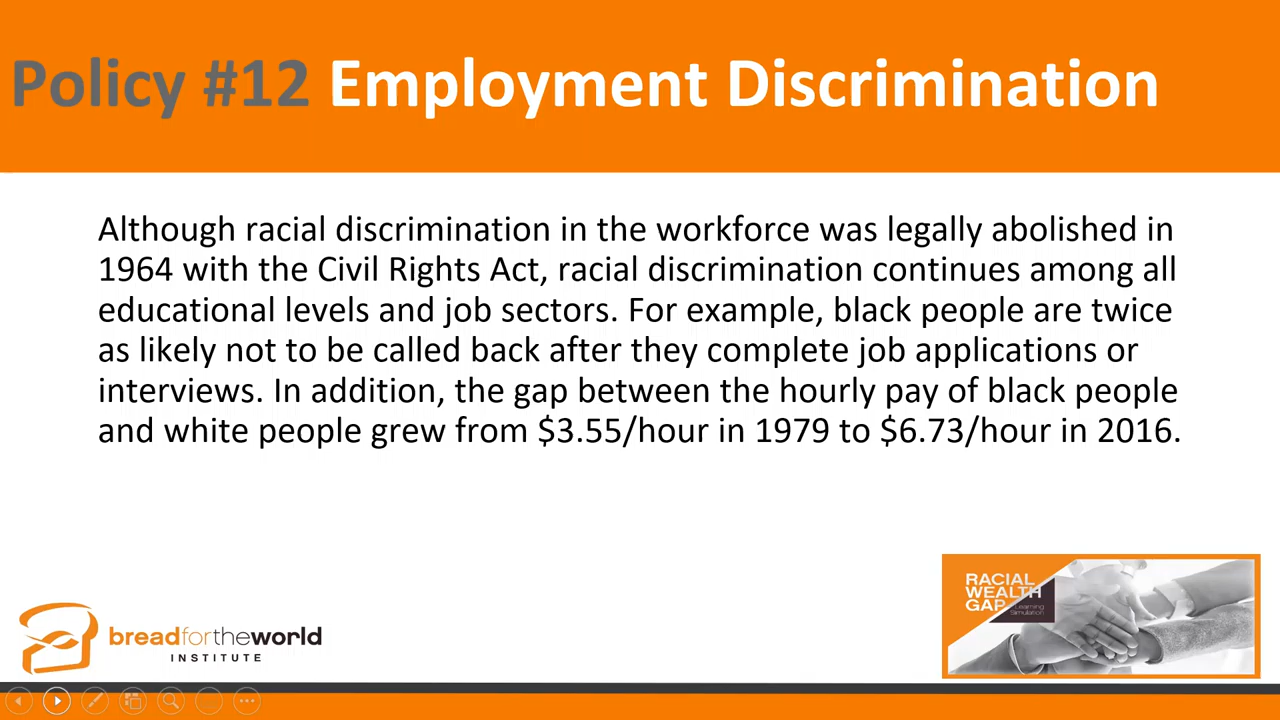 Policy #12 Employment Discrimination
Although racial discrimination in the workforce was legally abolished in
1964 with the Civil Rights Act, racial discrimination continues among all
educational levels and job sectors. For example, black people are twice
as likely not to be called back after they complete job applications or
interviews. In addition, the gap between the hourly pay of black people
and white people grew from $3.55/hour in 1979 to $6.73/hour in 2016.
RACIAL
WEALTH
GAP
Learning
Simulation
breadfortheworld
INSTITUTE